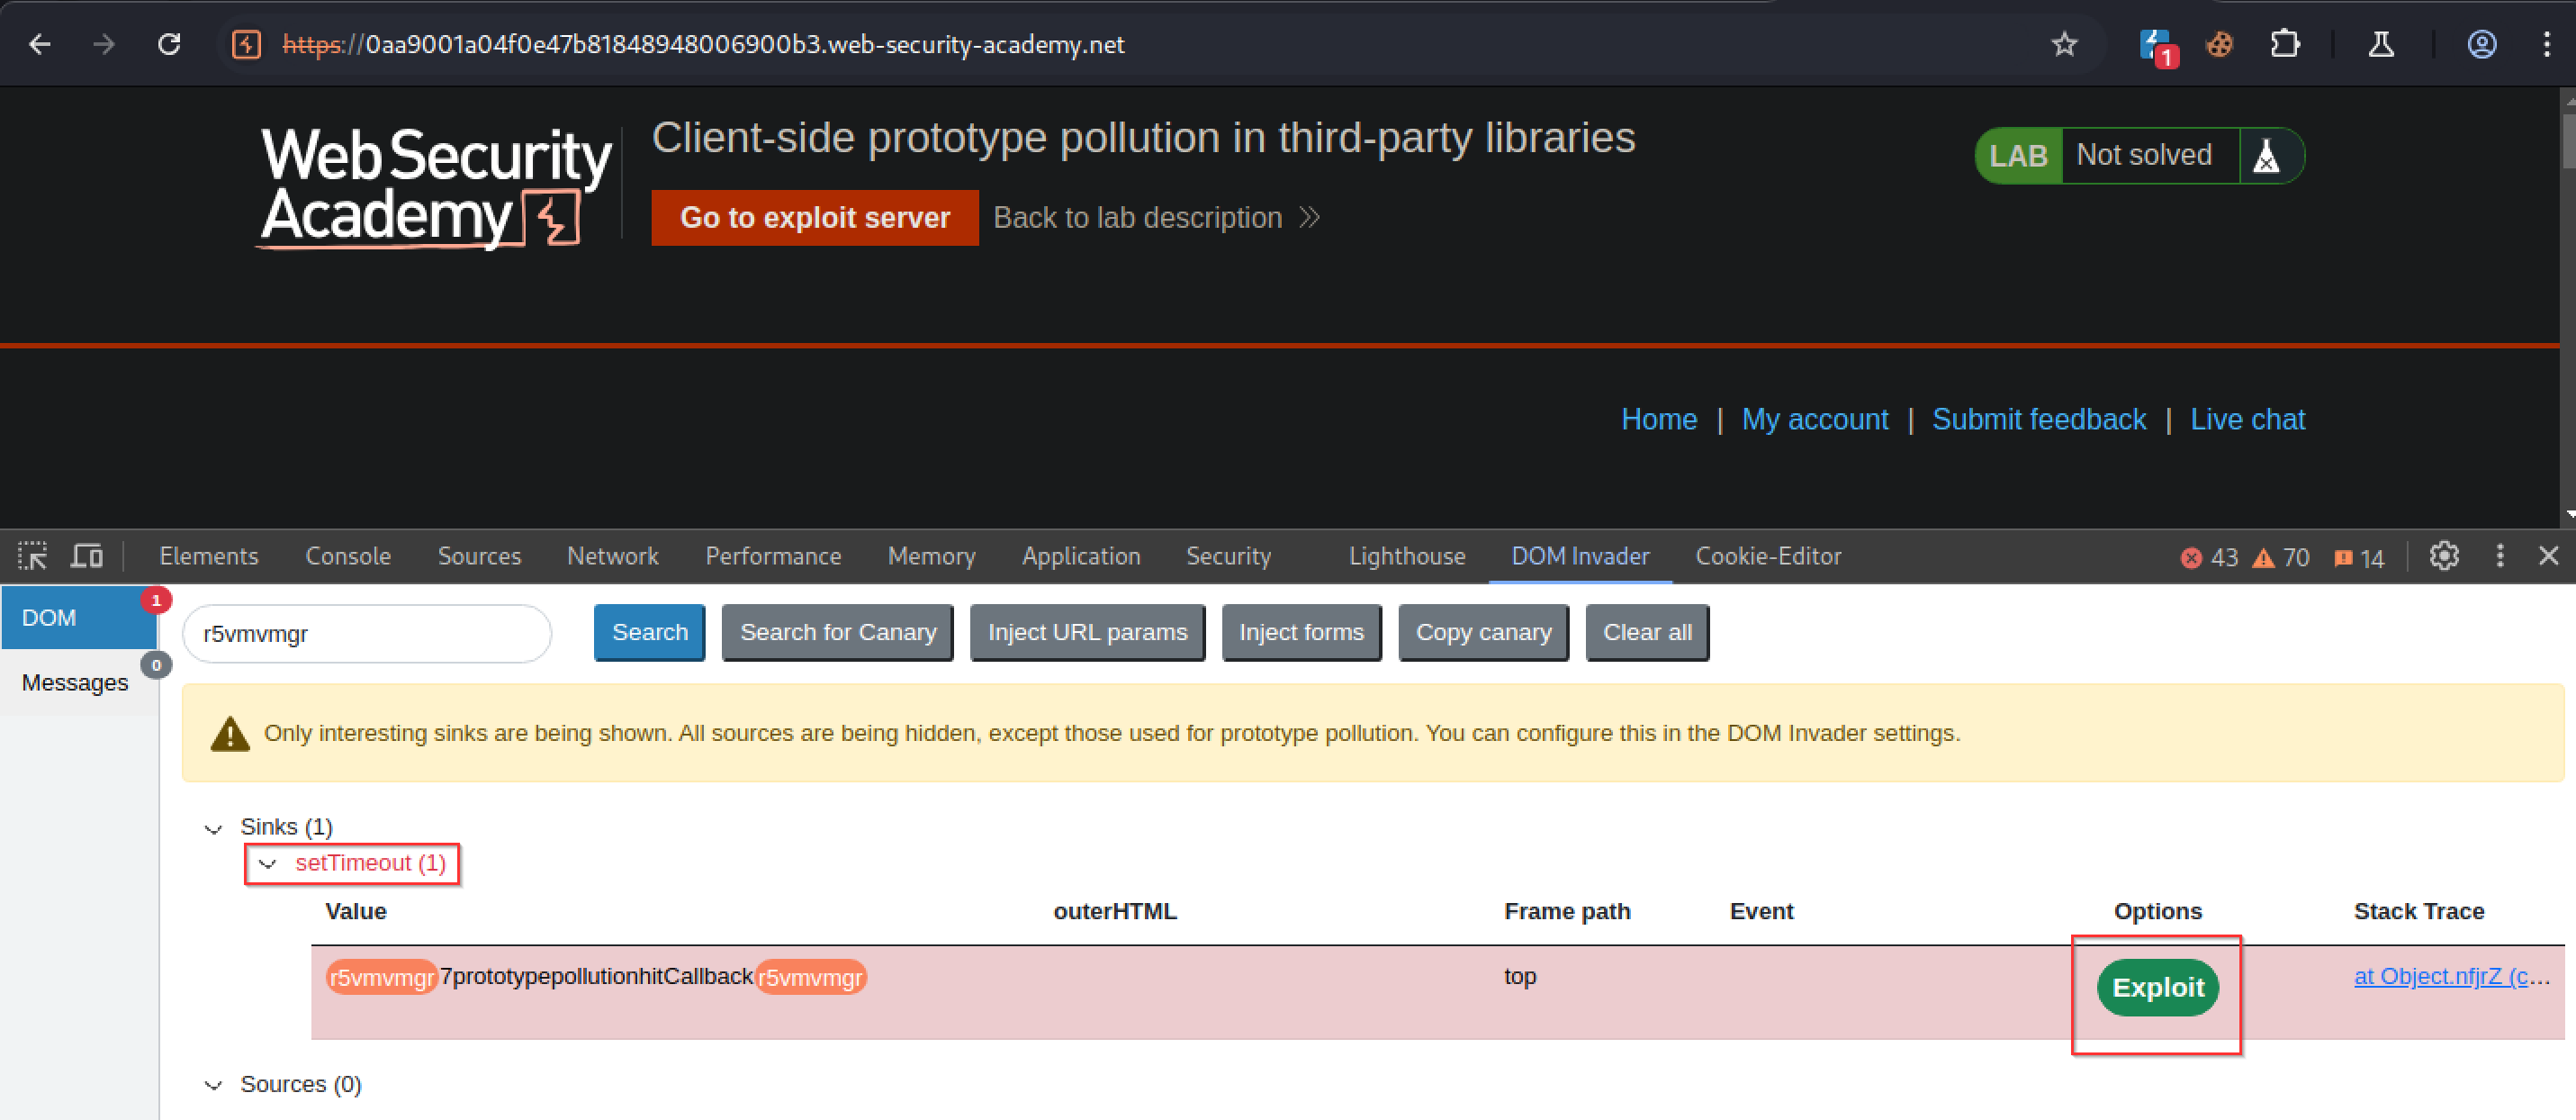 https://0aa9001a04f0e47b81848948006900b3.web-security-academy.net
1
Web Security
Academy
Client-side prototype pollution in third-party libraries
Go to exploit server
Back to lab description
LAB Not solved
Home | My account | Submit feedback | Live chat
Elements Console Sources Network Performance Memory Application Security Lighthouse DOM Invader Cookie-Editor 43 70 14
DOM 1
Messages 0
r5vmvmgr Search Search for Canary Inject URL params Inject forms Copy canary Clear all
Only interesting sinks are being shown. All sources are being hidden, except those used for prototype pollution. You can configure this in the DOM Invader settings.
Sinks (1)
setTimeout (1)
Value outerHTML Frame path Event Options Stack Trace
r5vmvmgr7prototypepollutionhitCallbackr5vmvmgr top Exploit at Object.nfjrZ (c...
Sources (0)